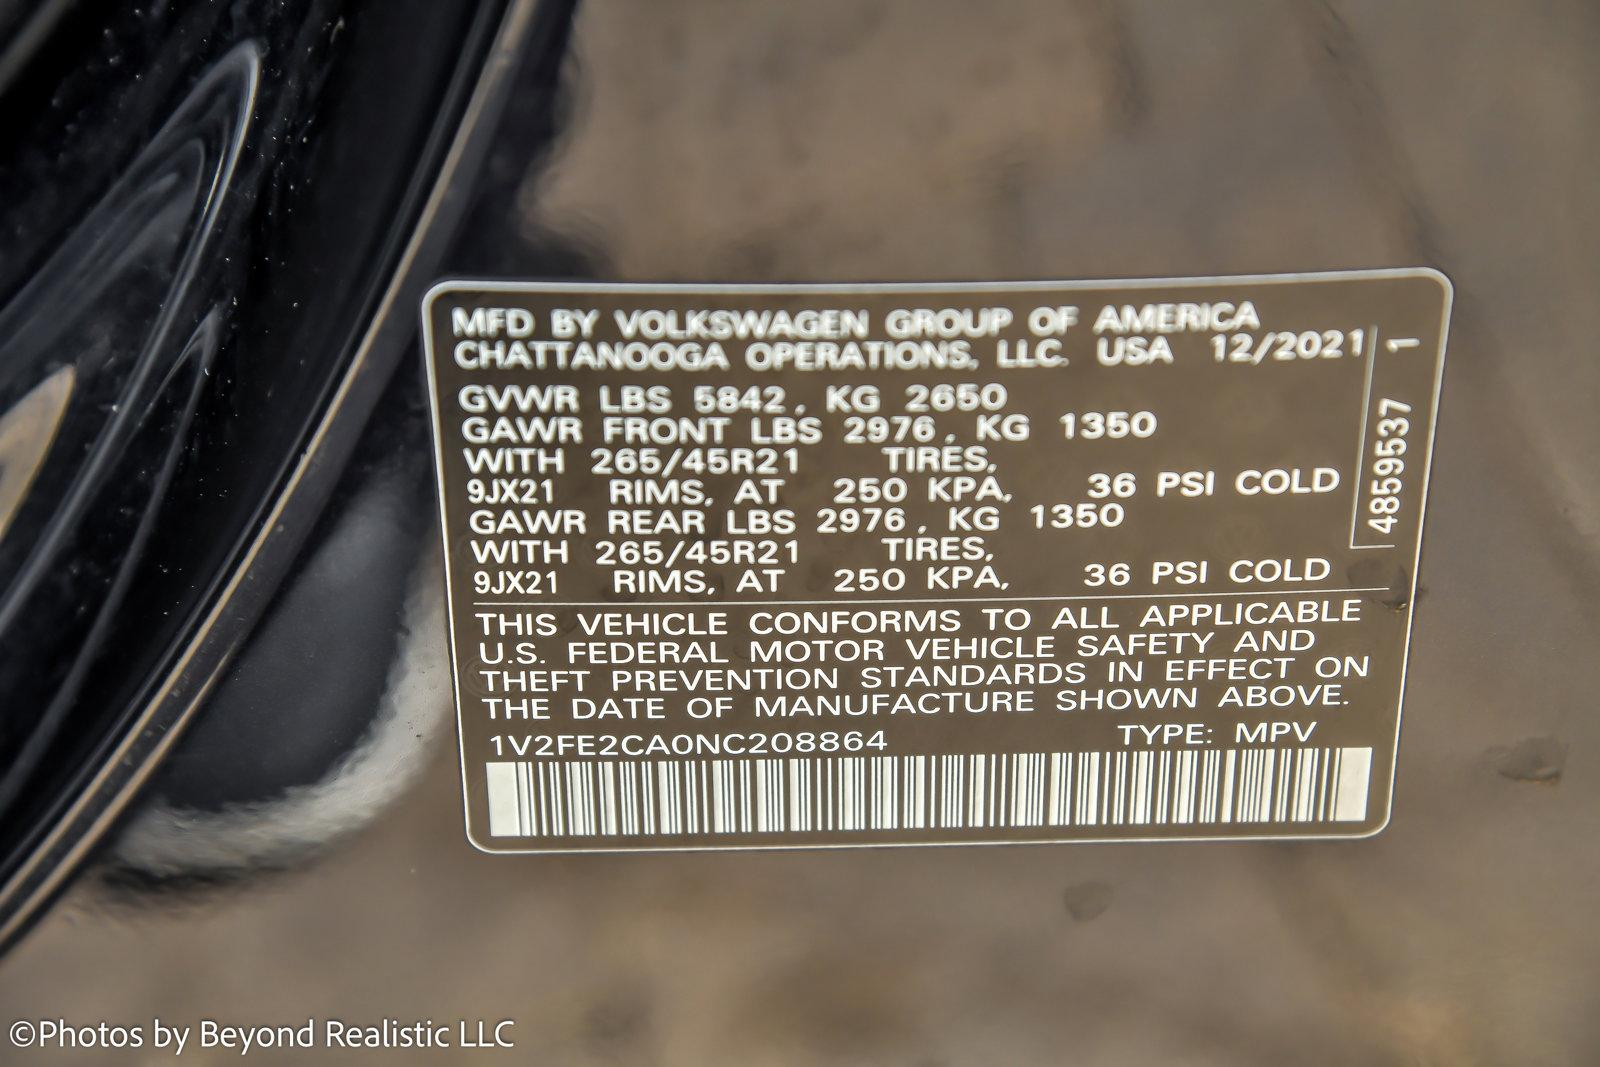 MFD BY VOLKSWAGEN GROUP OF AMERICA
CHATTANOOGA OPERATIONS, LLC. USA 12/2021
GVWR LBS 5842, KG 2650
GAWR FRONT LBS 2976, KG 1350
WITH 265/45R21 TIRES,
9JX21 RIMS, AT 250 KPA, 36 PSI COLD
GAWR REAR LBS 2976, KG 1350
WITH 265/45R21 TIRES,
9JX21 RIMS, AT 250 KPA, 36 PSI COLD
4859537 1
THIS VEHICLE CONFORMS TO ALL APPLICABLE
U.S. FEDERAL MOTOR VEHICLE SAFETY AND
THEFT PREVENTION STANDARDS IN EFFECT ON
THE DATE OF MANUFACTURE SHOWN ABOVE.
1V2FE2CA0NC208864 TYPE: MPV
©Photos by Beyond Realistic LLC